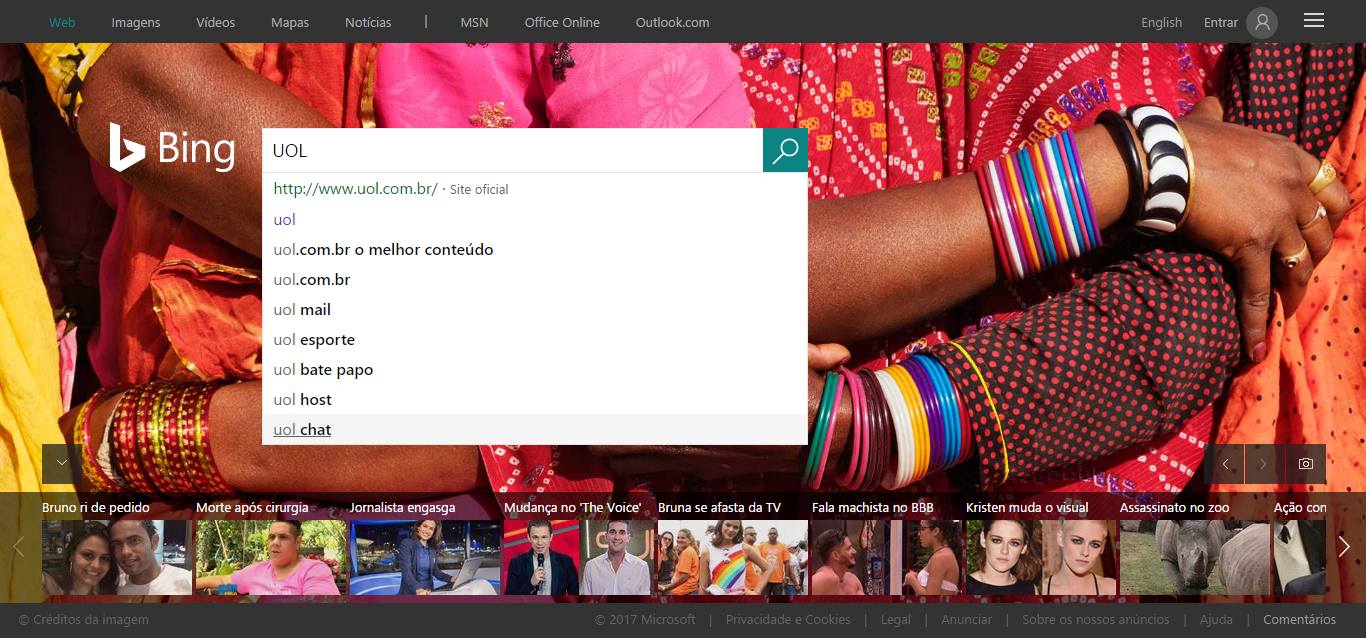 Web Imagens Vídeos Mapas Notícias | MSN Office Online Outlook.com English Entrar
Bing
UOL
http://www.uol.com.br/ · Site oficial
uol
uol.com.br o melhor conteúdo
uol.com.br
uol mail
uol esporte
uol bate papo
uol host
uol chat
Bruno ri de pedido Morte após cirurgia Jornalista engasga Mudança no 'The Voice' Bruna se afasta da TV Fala machista no BBB Kristen muda o visual Assassinato no zoo Ação con
© Créditos da imagem © 2017 Microsoft | Privacidade e Cookies | Legal | Anunciar | Sobre os nossos anúncios | Ajuda | Comentários